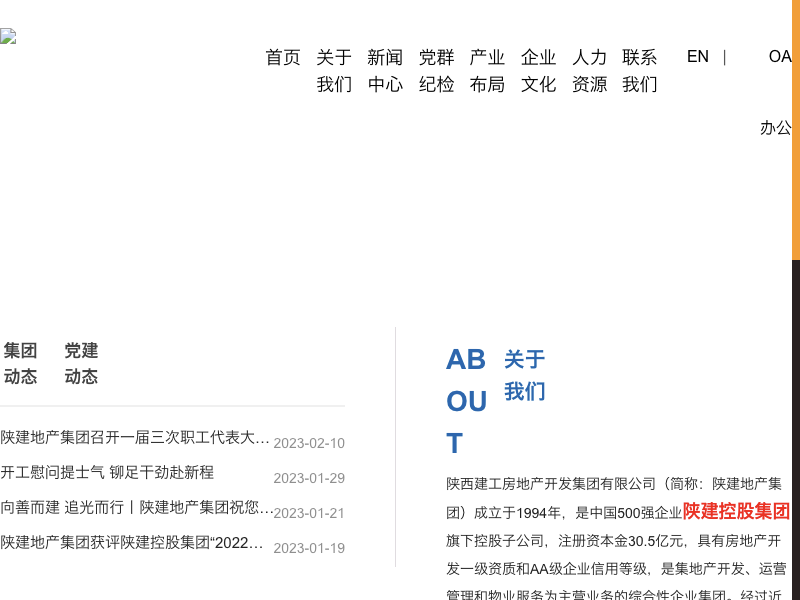 首页 关于我们 新闻中心 党群纪检 产业布局 企业文化 人力资源 联系我们 EN | OA办公
集团动态 党建动态
陕建地产集团召开一届三次职工代表大… 2023-02-10
开工慰问提士气 铆足干劲赴新程 2023-01-29
向善而建 追光而行丨陕建地产集团祝您… 2023-01-21
陕建地产集团获评陕建控股集团“2022… 2023-01-19
ABOUT 关于我们
陕西建工房地产开发集团有限公司（简称：陕建地产集
团）成立于1994年，是中国500强企业陕建控股集团
旗下控股子公司，注册资本金30.5亿元，具有房地产开
发一级资质和AA级企业信用等级，是集地产开发、运营
管理和物业服务为主营业务的综合性企业集团。经过近